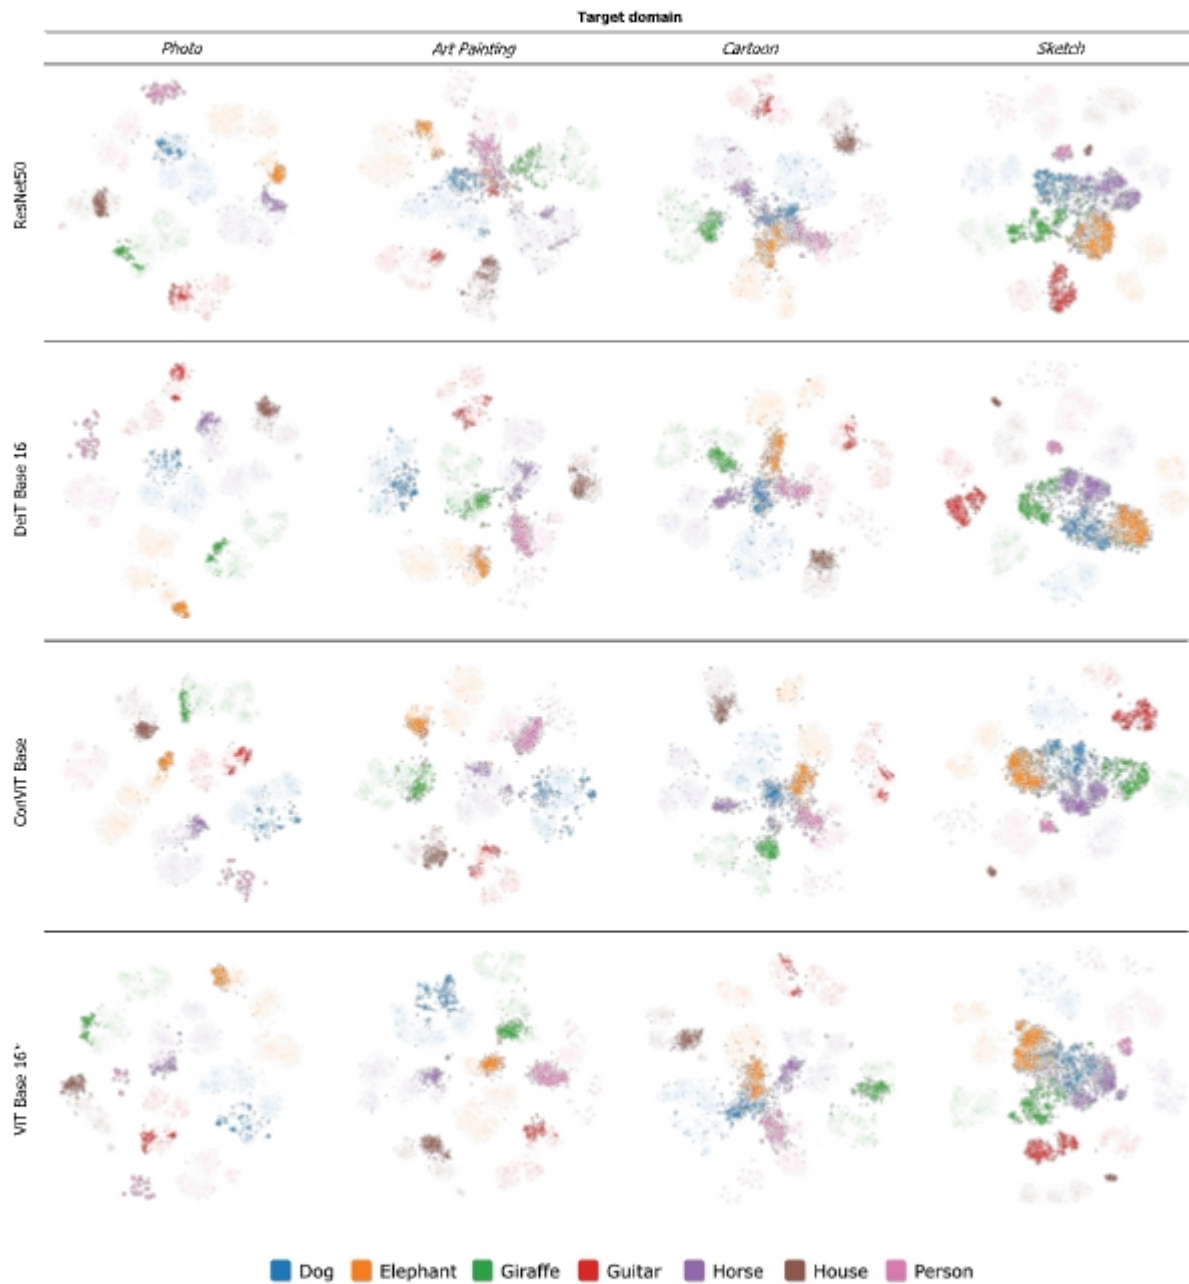 Target domain
Photo Art Painting Cartoon Sketch
ResNet50
DeiT Base 16
ConViT Base
ViT Base 16*
Dog Elephant Giraffe Guitar Horse House Person